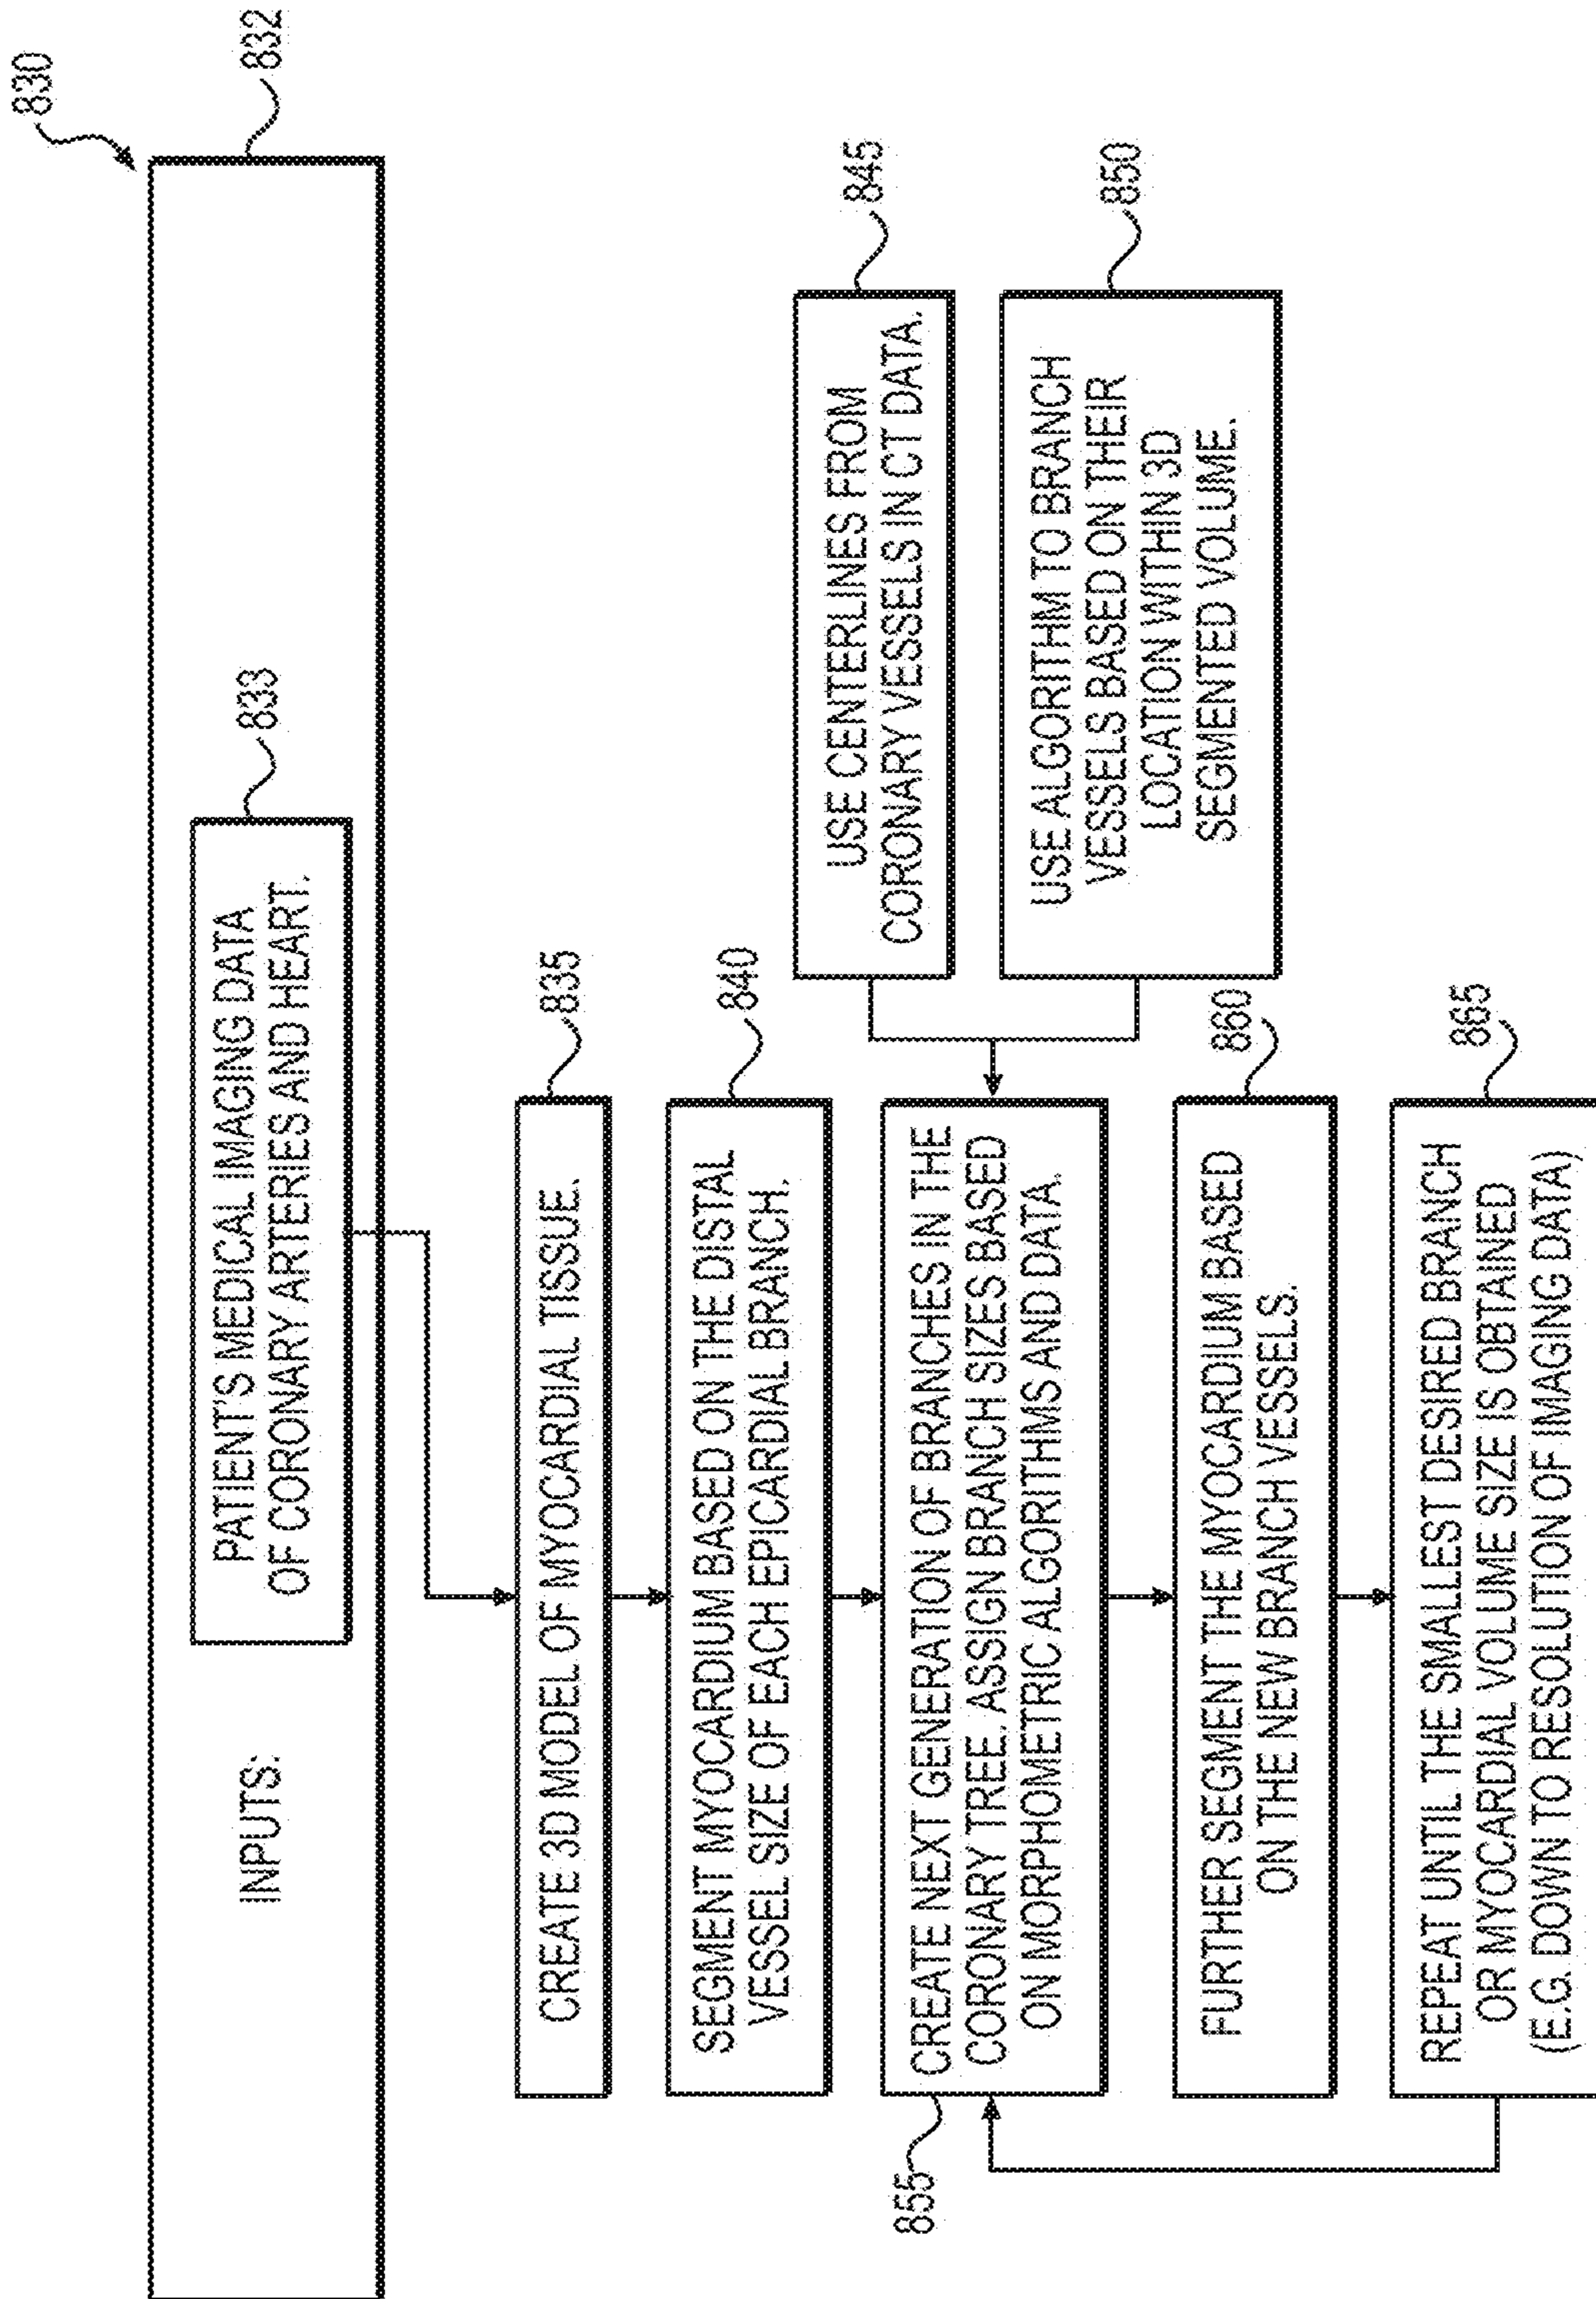 830
832
INPUTS:
833
PATIENT'S MEDICAL IMAGING DATA
OF CORONARY ARTERIES AND HEART.
835
CREATE 3D MODEL OF MYOCARDIAL TISSUE.
840
SEGMENT MYOCARDIUM BASED ON THE DISTAL
VESSEL SIZE OF EACH EPICARDIAL BRANCH.
845
USE CENTERLINES FROM
CORONARY VESSELS IN CT DATA.
850
USE ALGORITHM TO BRANCH
VESSELS BASED ON THEIR
LOCATION WITHIN 3D
SEGMENTED VOLUME.
855
CREATE NEXT GENERATION OF BRANCHES IN THE
CORONARY TREE. ASSIGN BRANCH SIZES BASED
ON MORPHOMETRIC ALGORITHMS AND DATA.
860
FURTHER SEGMENT THE MYOCARDIUM BASED
ON THE NEW BRANCH VESSELS.
865
REPEAT UNTIL THE SMALLEST DESIRED BRANCH
OR MYOCARDIAL VOLUME SIZE IS OBTAINED
(E.G. DOWN TO RESOLUTION OF IMAGING DATA)